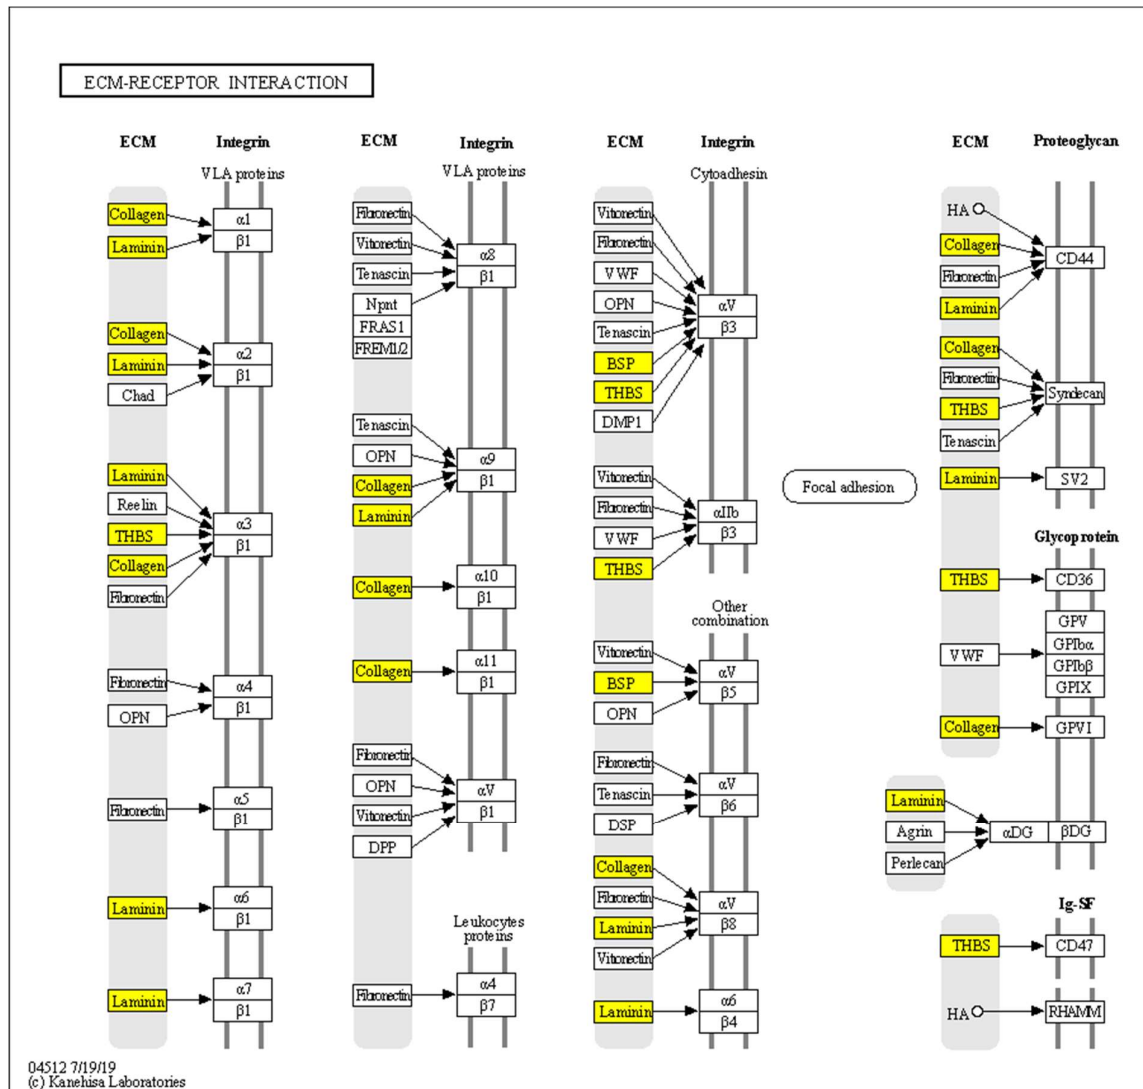 ECM-RECEPTOR INTERACTION
ECM
Integrin
VLA proteins
Collagen
Laminin
α1
β1
Collagen
Laminin
Chad
α2
β1
Laminin
Reelin
THBS
Collagen
Fibronectin
α3
β1
Fibronectin
OPN
α4
β1
Fibronectin
α5
β1
Laminin
α6
β1
Laminin
α7
β1
ECM
Integrin
VLA proteins
Fibronectin
Vitronectin
Tenascin
Npnt
FRAS1
FREM1/2
α8
β1
Tenascin
OPN
Collagen
Laminin
α9
β1
Collagen
α10
β1
Collagen
α11
β1
Fibronectin
OPN
Vitronectin
DPP
αV
β1
Leukocytes
proteins
Fibronectin
α4
β7
ECM
Integrin
Cytoadhesin
Vitronectin
Fibronectin
VWF
OPN
Tenascin
BSP
THBS
DMP1
αV
β3
Vitronectin
Fibronectin
VWF
THBS
αIIb
β3
Other
combination
Vitronectin
BSP
OPN
αV
β5
Fibronectin
Tenascin
DSP
αV
β6
Collagen
Fibronectin
Laminin
Vitronectin
αV
β8
Laminin
α6
β4
Focal adhesion
ECM
Proteoglycan
HA
Collagen
Fibronectin
Laminin
CD44
Collagen
Fibronectin
THBS
Tenascin
Syndecan
Laminin
SV2
Glycoprotein
THBS
CD36
VWF
GPV
GPIbα
GPIbβ
GPIX
Collagen
GPVI
Laminin
Agrin
Perlecan
αDG
βDG
Ig-SF
THBS
CD47
HA
RHAMM
04512 7/19/19
(c) Kanehisa Laboratories